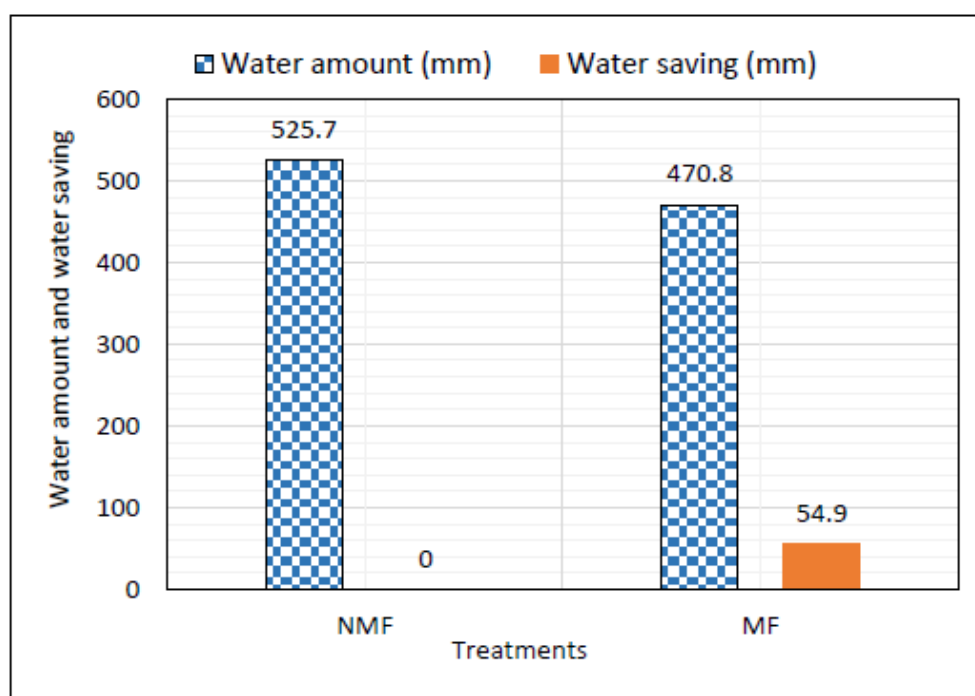 Water amount (mm) Water saving (mm)
Water amount and water saving
600
500
400
300
200
100
0
525.7
0
470.8
54.9
NMF MF
Treatments